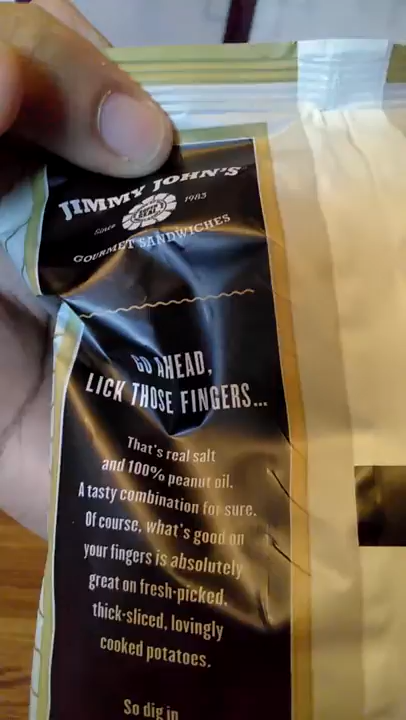 JIMMY JOHN'S
Since 1983
GOURMET SANDWICHES
GO AHEAD,
LICK THOSE FINGERS...
That's real salt
and 100% peanut oil.
A tasty combination for sure.
Of course, what's good on
your fingers is absolutely
great on fresh-picked,
thick-sliced, lovingly
cooked potatoes.
So dig in